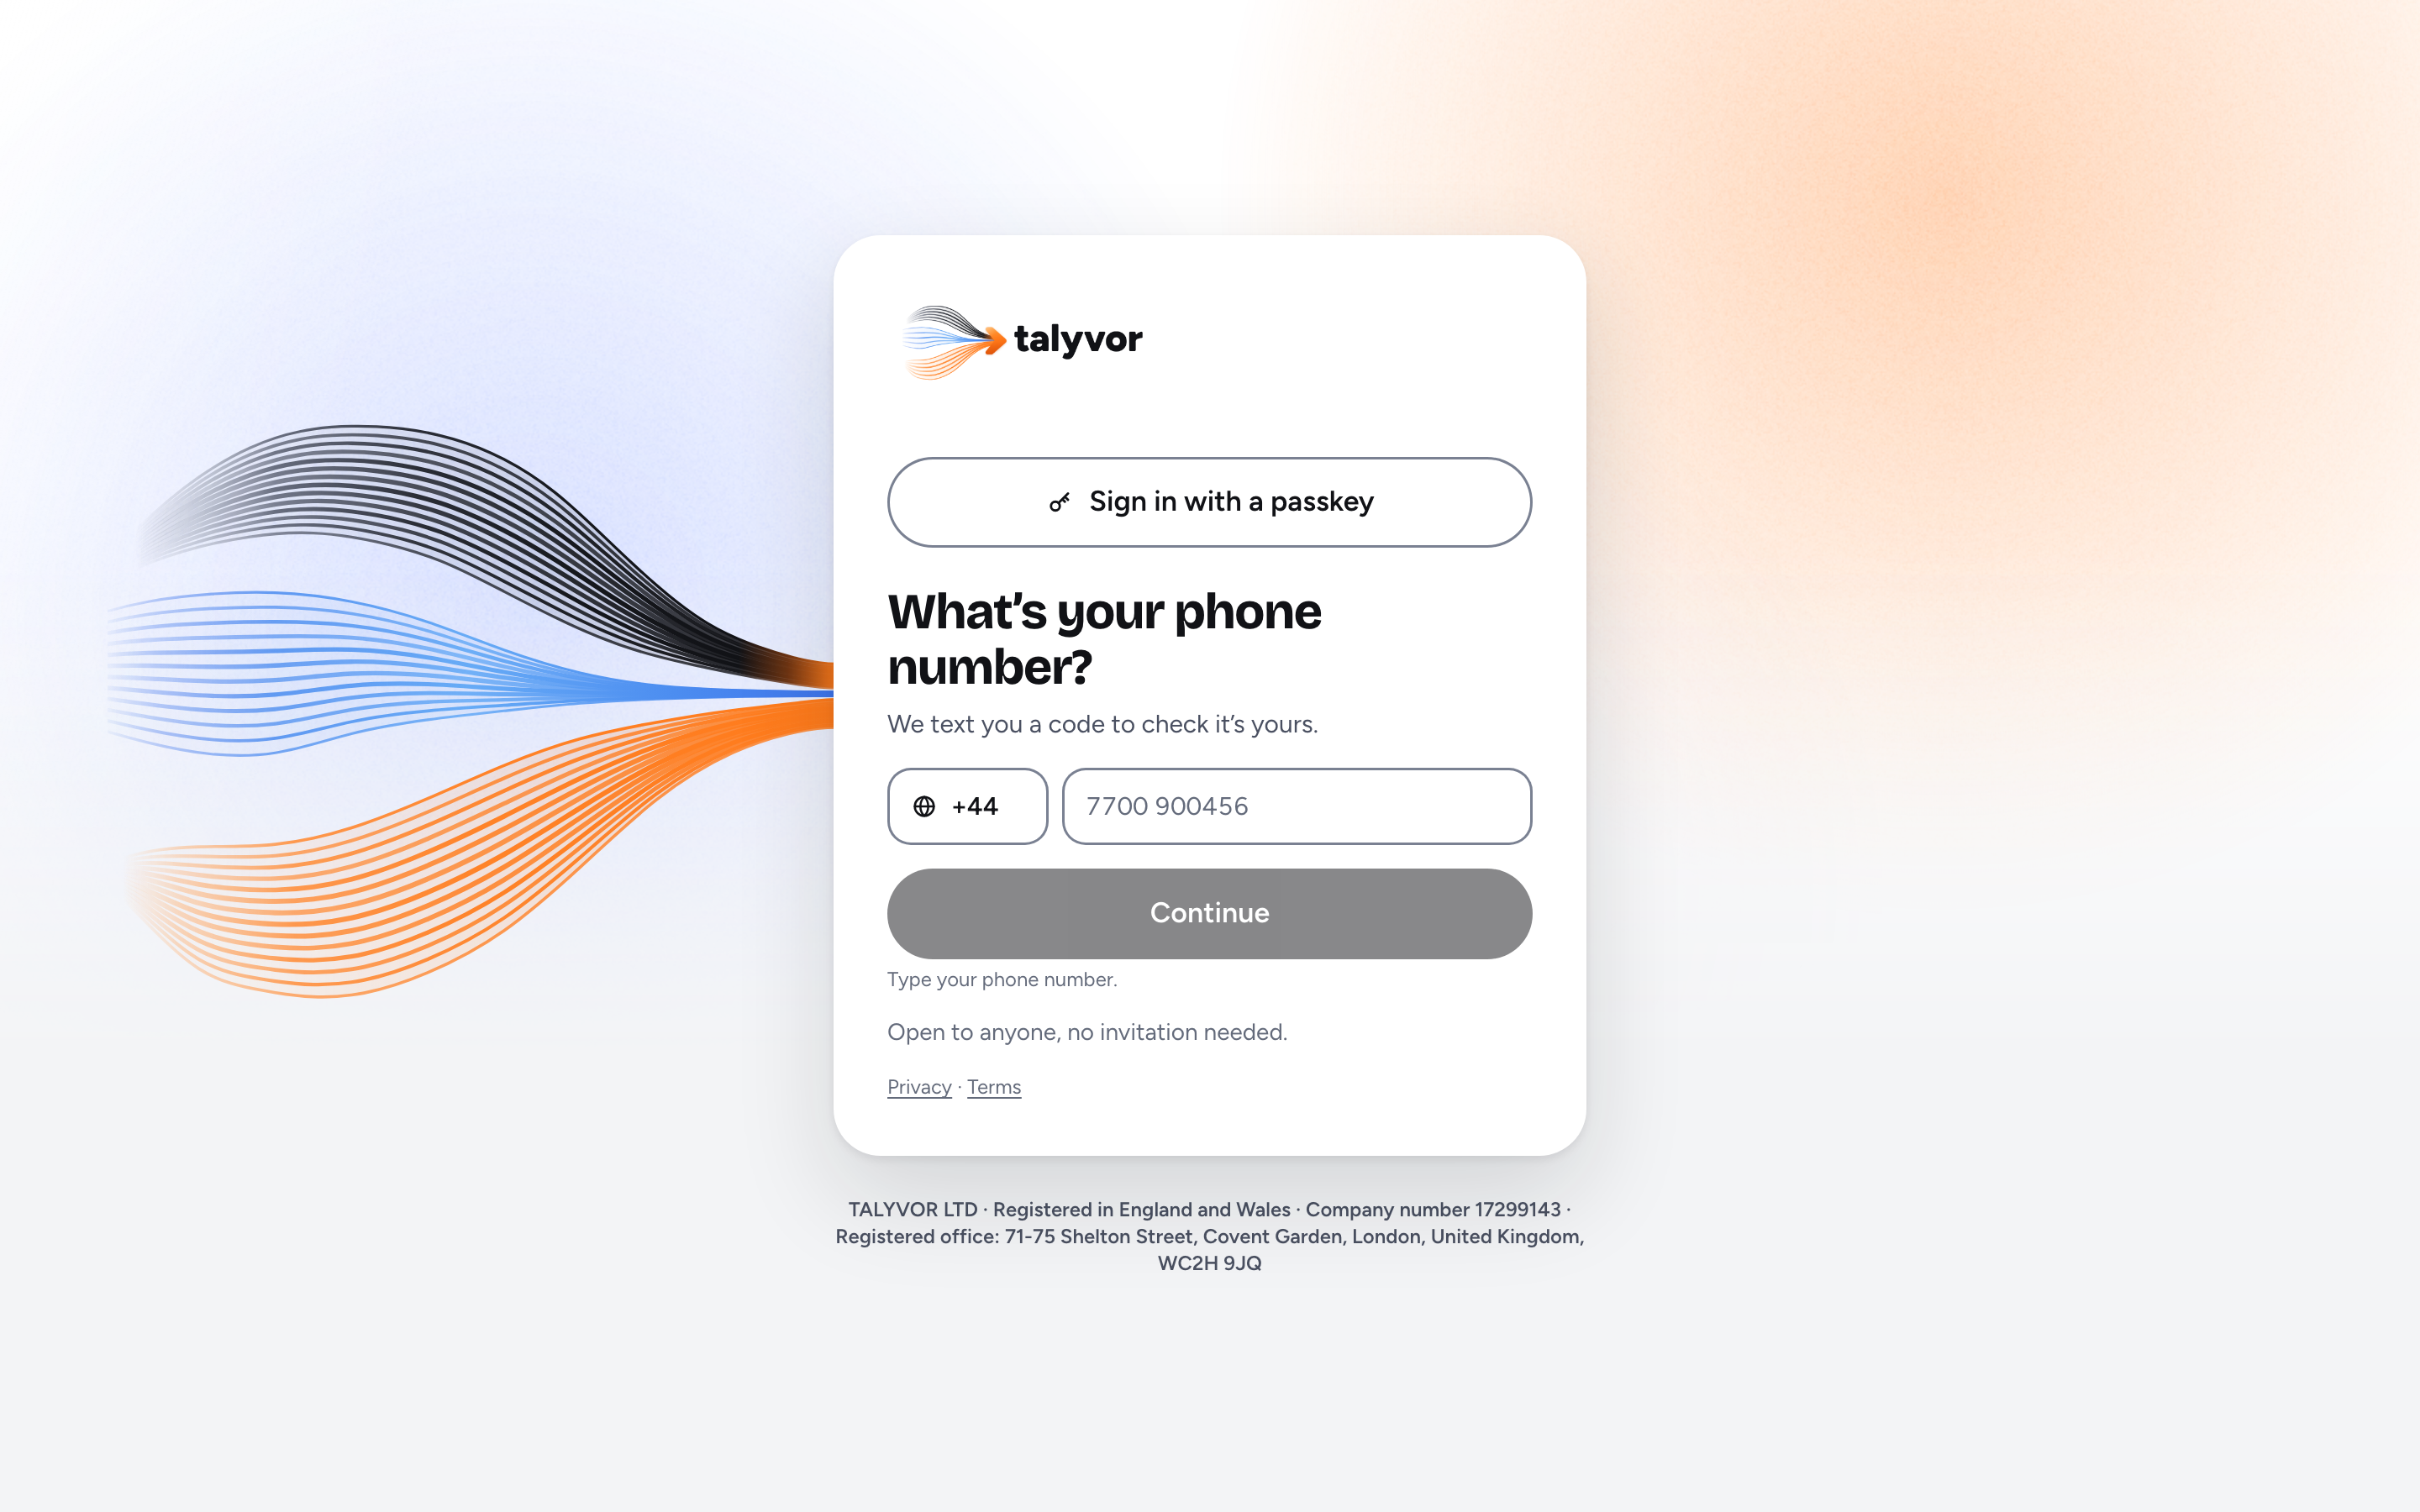 talyvor
Sign in with a passkey
What’s your phone
number?
We text you a code to check it’s yours.
+44
7700 900456
Continue
Type your phone number.
Open to anyone, no invitation needed.
Privacy · Terms
TALYVOR LTD · Registered in England and Wales · Company number 17299143 ·
Registered office: 71-75 Shelton Street, Covent Garden, London, United Kingdom,
WC2H 9JQ